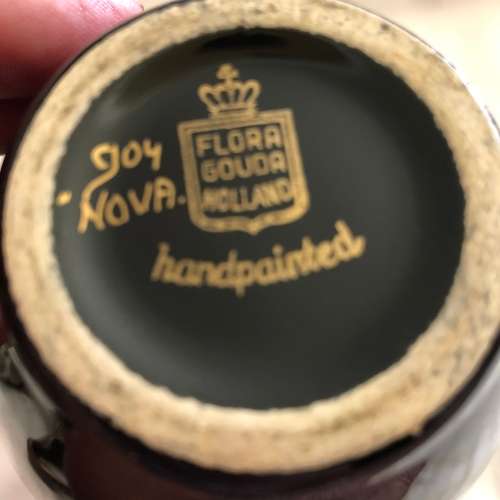 904
NOVA.
FLORA
GOUDA
HOLLAND
handpainted